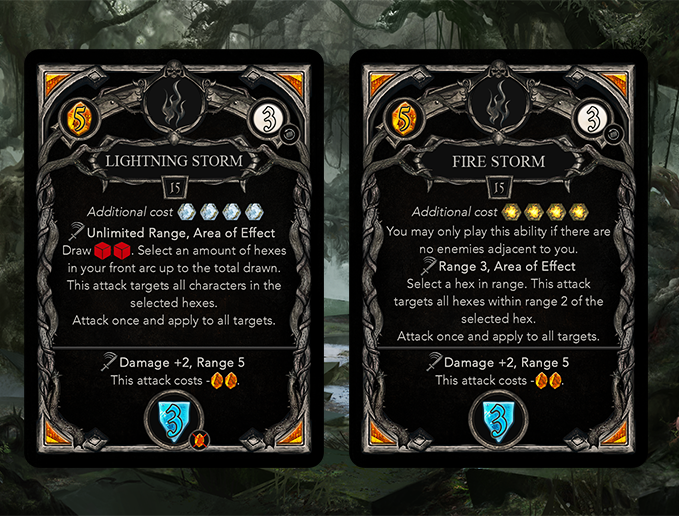 5
3
LIGHTNING STORM
15
Additional cost
Unlimited Range, Area of Effect
Draw . Select an amount of hexes
in your front arc up to the total drawn.
This attack targets all characters in the
selected hexes.
Attack once and apply to all targets.
Damage +2, Range 5
This attack costs -.
3
5
3
FIRE STORM
15
Additional cost
You may only play this ability if there are
no enemies adjacent to you.
Range 3, Area of Effect
Select a hex in range. This attack
targets all hexes within range 2 of the
selected hex.
Attack once and apply to all targets.
Damage +2, Range 5
This attack costs -.
3